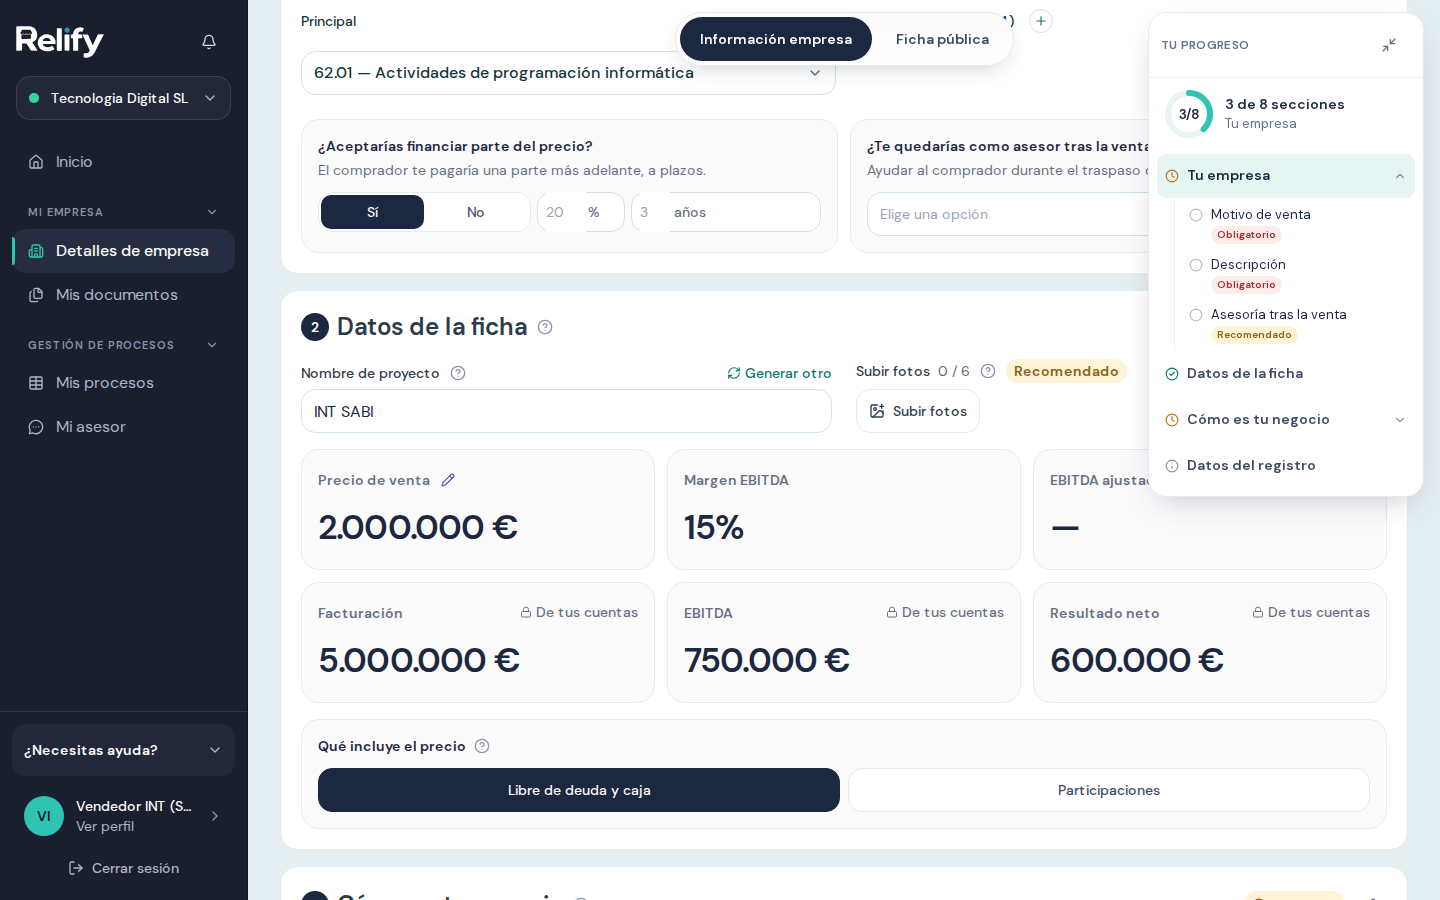 Relify
Tecnologia Digital SL
Inicio
MI EMPRESA
Detalles de empresa
Mis documentos
GESTIÓN DE PROCESOS
Mis procesos
Mi asesor
¿Necesitas ayuda?
VI
Vendedor INT (S...
Ver perfil
Cerrar sesión
Información empresa
Ficha pública
Principal
62.01 — Actividades de programación informática
¿Aceptarías financiar parte del precio?
El comprador te pagaría una parte más adelante, a plazos.
Sí
No
20 %
3 años
¿Te quedarías como asesor tras la venta
Ayudar al comprador durante el traspaso
Elige una opción
2 Datos de la ficha
Nombre de proyecto
Generar otro
INT SABI
Subir fotos 0 / 6
Recomendado
Subir fotos
Precio de venta
2.000.000 €
Margen EBITDA
15%
EBITDA
—
Facturación
De tus cuentas
5.000.000 €
EBITDA
De tus cuentas
750.000 €
Resultado neto
De tus cuentas
600.000 €
Qué incluye el precio
Libre de deuda y caja
Participaciones
TU PROGRESO
3/8
3 de 8 secciones
Tu empresa
Tu empresa
Motivo de venta
Obligatorio
Descripción
Obligatorio
Asesoría tras la venta
Recomendado
Datos de la ficha
Cómo es tu negocio
Datos del registro